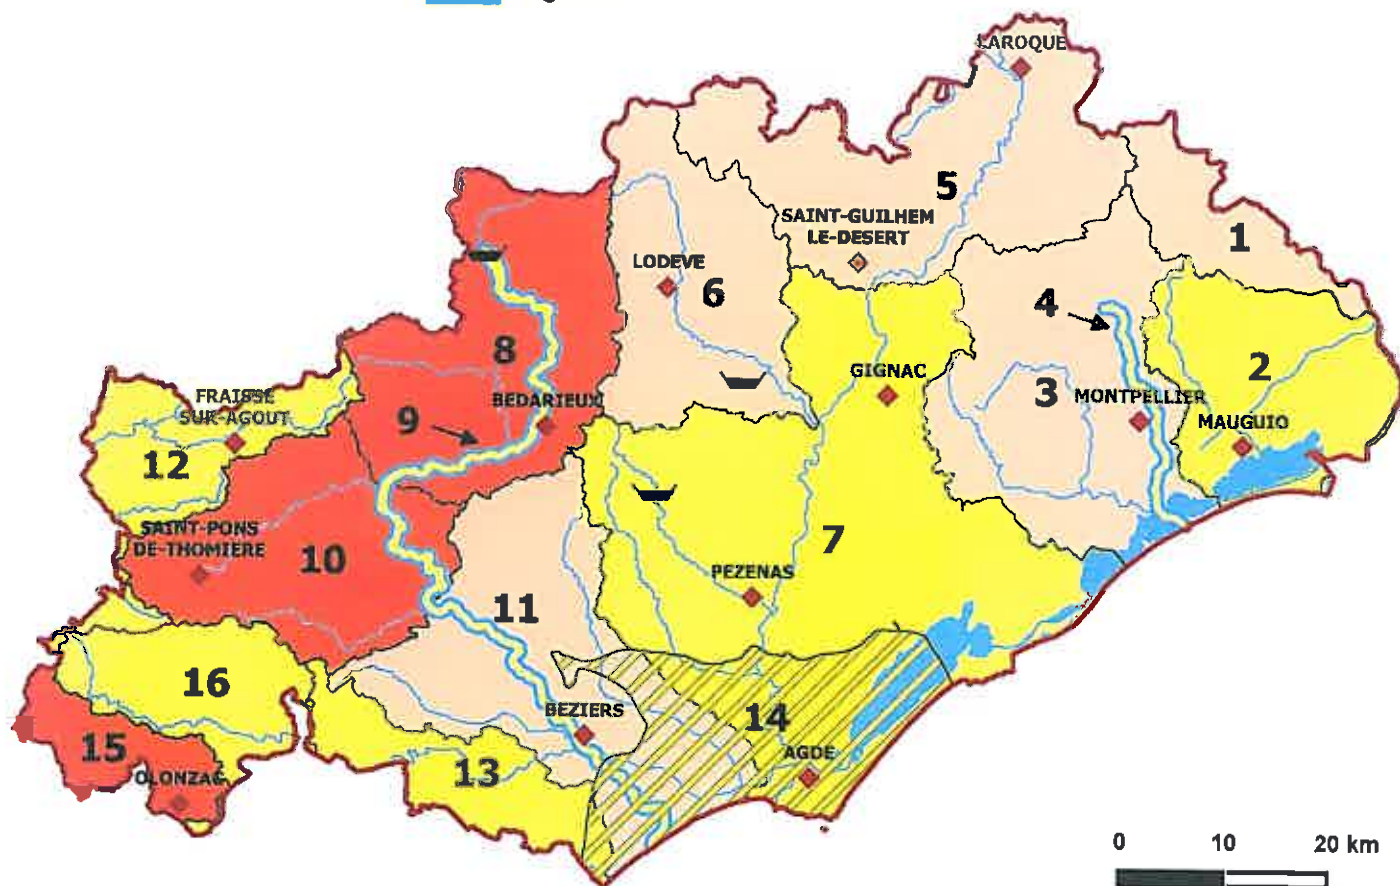 LAROQUE
5
SAINT-GUILHEM
LE-DESERT
1
LODEVE
6
4
8
GIGNAC
2
FRAISSE
SUR-AGOUT
BEDARIEUX
3
MONTPELLIER
9
MAUGUIO
12
SAINT-PONS
DE-THOMIERE
10
7
PEZENAS
11
16
BEZIERS
14
15
AGDE
OLONZAC
13
0 10 20 km